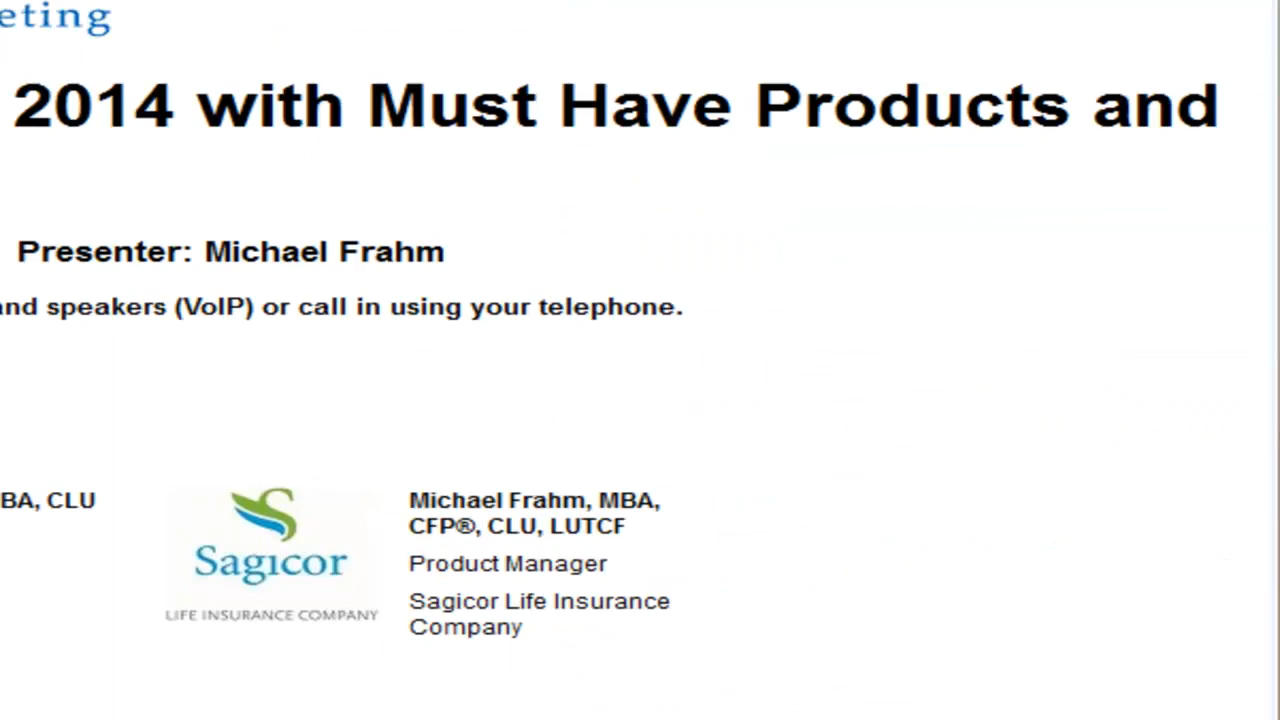 eting
2014 with Must Have Products and
Presenter: Michael Frahm
and speakers (VoIP) or call in using your telephone.
BA, CLU
Sagicor
LIFE INSURANCE COMPANY
Michael Frahm, MBA,
CFP®, CLU, LUTCF
Product Manager
Sagicor Life Insurance
Company